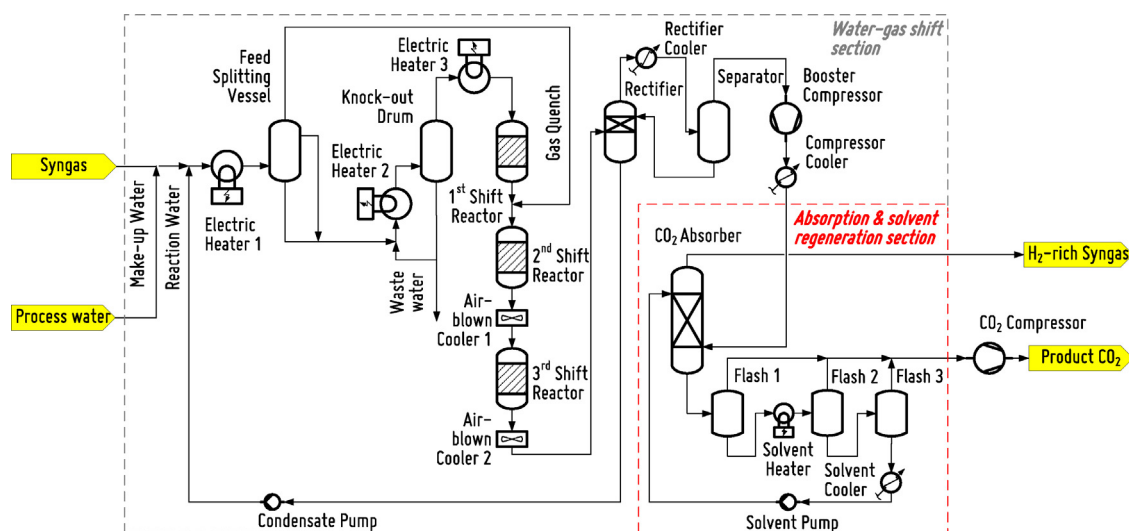 Water-gas shift
section
Rectifier
Cooler
Electric
Heater 3
Feed
Splitting
Vessel
Separator
Booster
Compressor
Rectifier
Knock-out
Drum
Gas Quench
Compressor
Cooler
Syngas
Electric
Heater 2
1st Shift
Reactor
Electric
Heater 1
Make-up Water
Reaction Water
Absorption & solvent
regeneration section
CO2 Absorber
H2-rich Syngas
2nd Shift
Reactor
Waste
water
Process water
Air-
blown
Cooler 1
CO2 Compressor
Product CO2
3rd Shift
Reactor
Flash 1
Flash 2
Flash 3
Air-
blown
Cooler 2
Solvent
Heater
Solvent
Cooler
Condensate Pump
Solvent Pump